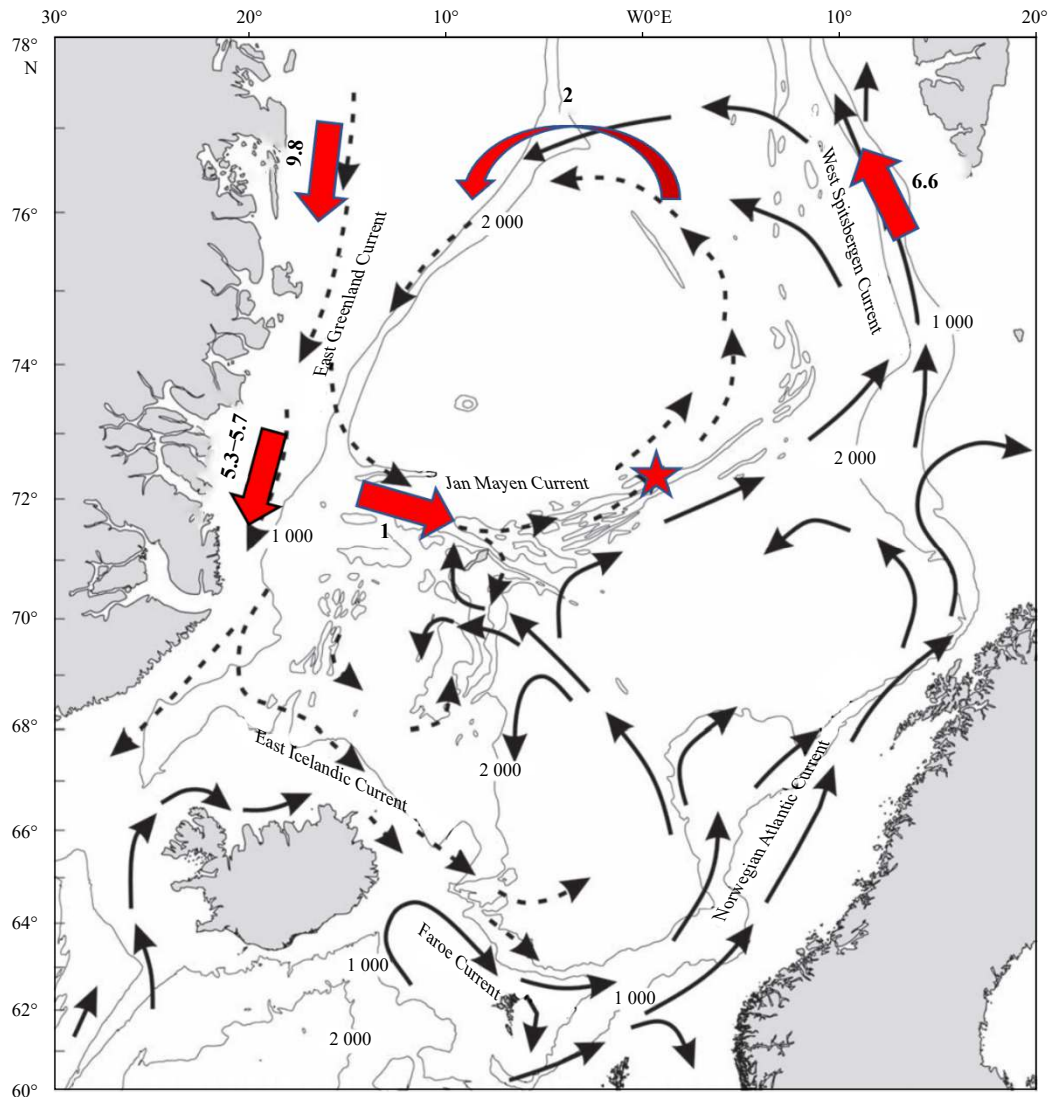 30° 20° 10° W0°E 10° 20°
78°
N
2
9.8
6.6
West Spitsbergen Current
76°
2 000
East Greenland Current
1 000
74°
5.3–5.7
2 000
Jan Mayen Current
72°
1
1 000
70°
68°
East Icelandic Current
2 000
Norwegian Atlantic Current
66°
64°
Faroe Current
1 000
1 000
62°
2 000
60°